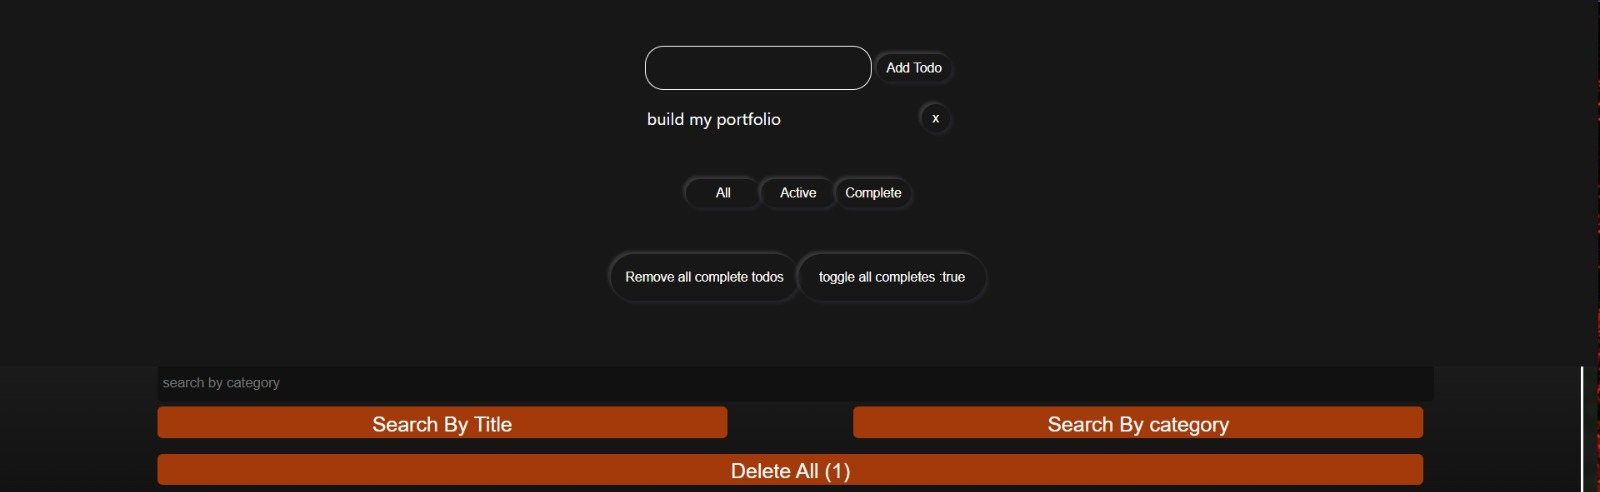 Add Todo
build my portfolio x
All Active Complete
Remove all complete todos toggle all completes :true
search by category
Search By Title Search By category
Delete All (1)